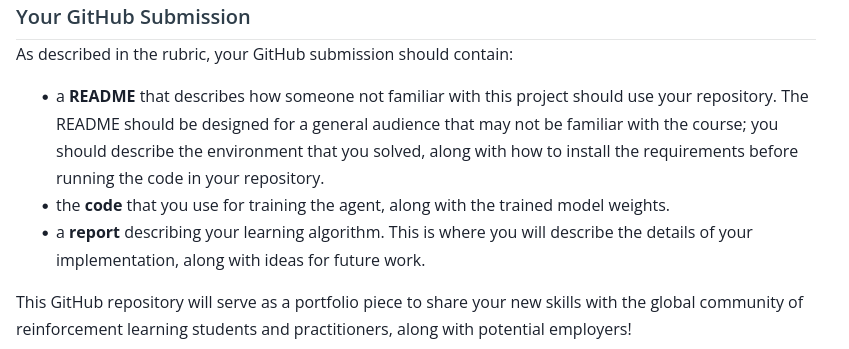 Your GitHub Submission
As described in the rubric, your GitHub submission should contain:
• a README that describes how someone not familiar with this project should use your repository. The
README should be designed for a general audience that may not be familiar with the course; you
should describe the environment that you solved, along with how to install the requirements before
running the code in your repository.
• the code that you use for training the agent, along with the trained model weights.
• a report describing your learning algorithm. This is where you will describe the details of your
implementation, along with ideas for future work.
This GitHub repository will serve as a portfolio piece to share your new skills with the global community of
reinforcement learning students and practitioners, along with potential employers!